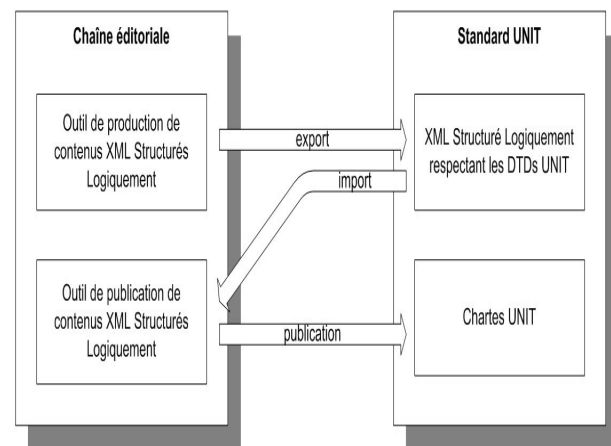 Chaîne éditoriale
Outil de production de
contenus XML Structurés
Logiquement
Outil de publication de
contenus XML Structurés
Logiquement
export
import
publication
Standard UNIT
XML Structuré Logiquement
respectant les DTDs UNIT
Chartes UNIT